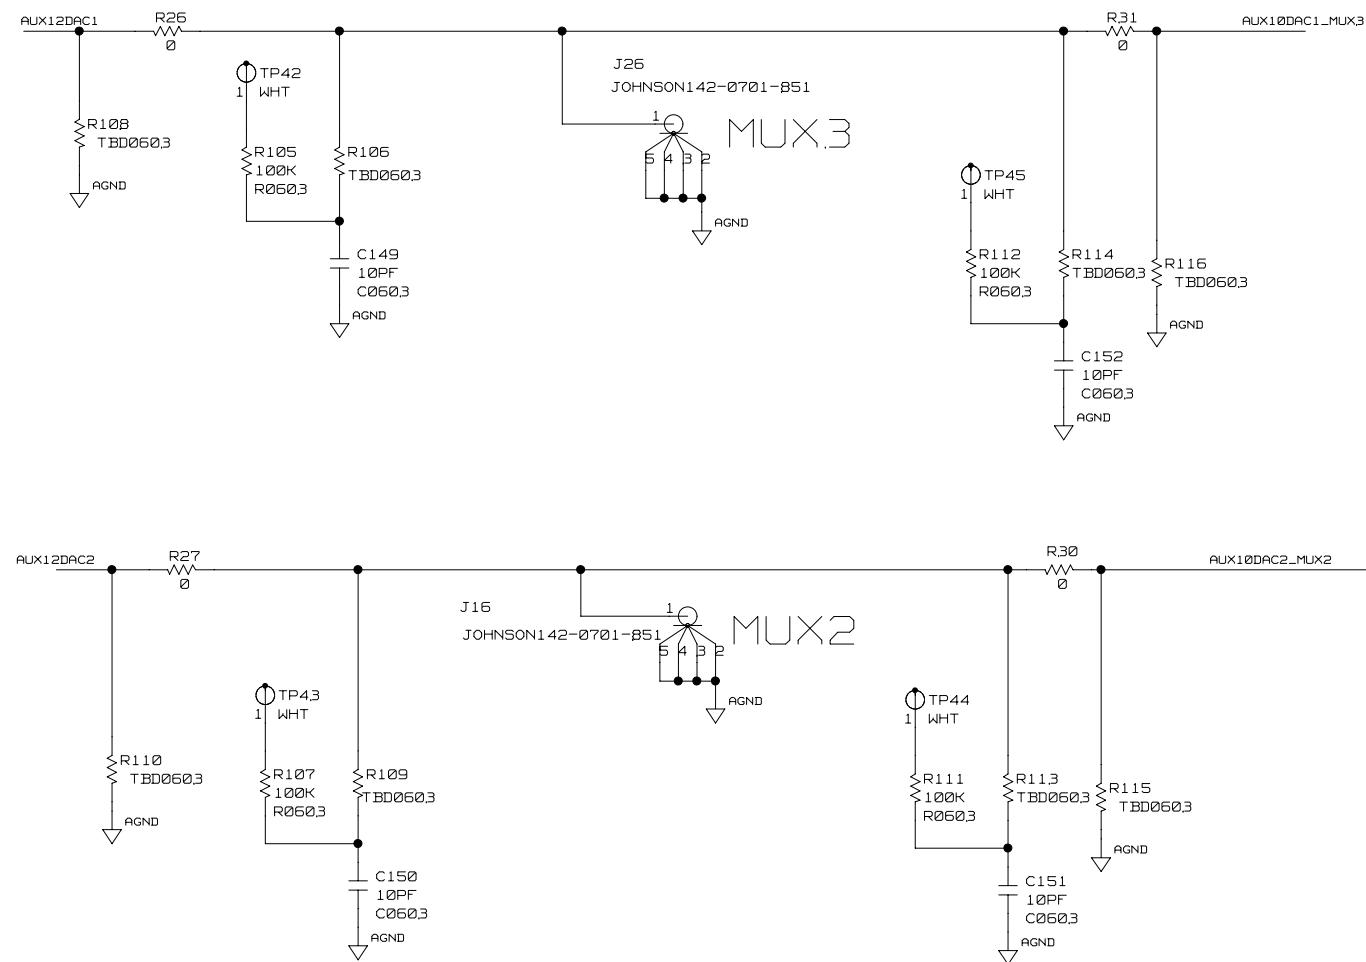 AUX12DAC1
R26
0
R31
0
AUX10DAC1_MUX3
J26
JOHNSON142-0701-851
TP42
1 WHT
1
MUX3
R108
TBD0603
R105
100K
R0603
R106
TBD0603
5 4 3 2
TP45
1 WHT
AGND
AGND
C149
10PF
C0603
R112
100K
R0603
R114
TBD0603
R116
TBD0603
AGND
AGND
C152
10PF
C0603
AGND
AUX12DAC2
R27
0
R30
0
AUX10DAC2_MUX2
J16
JOHNSON142-0701-851
1
MUX2
5 4 3 2
TP43
1 WHT
TP44
1 WHT
AGND
R110
TBD0603
R107
100K
R0603
R109
TBD0603
R111
100K
R0603
R113
TBD0603
R115
TBD0603
AGND
AGND
C150
10PF
C0603
C151
10PF
C0603
AGND
AGND